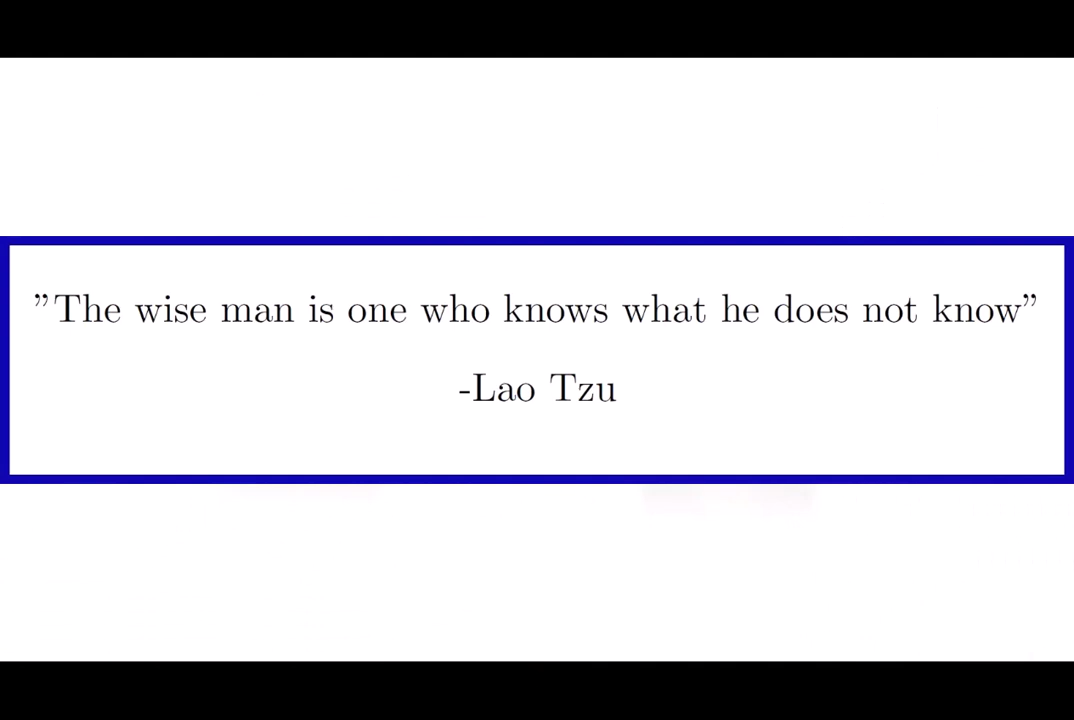 ”The wise man is one who knows what he does not know”
-Lao Tzu